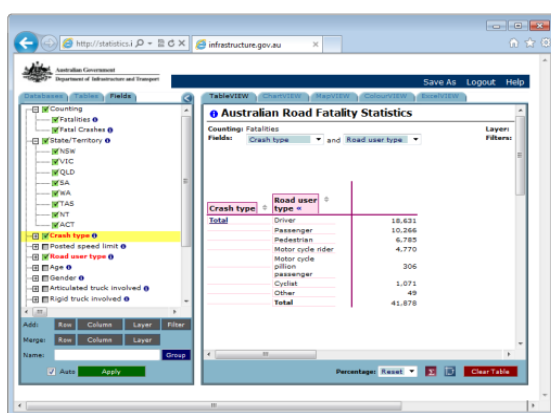 http://statistics.i
infrastructure.gov.au
Australian Government
Department of Infrastructure and Transport
Save As Logout Help
Databases Tables Fields
TableVIEW ChartVIEW MapVIEW ColourVIEW ExcelVIEW
Counting
Fatalities
Fatal Crashes
State/Territory
NSW
VIC
QLD
SA
WA
TAS
NT
ACT
Crash type
Posted speed limit
Road user type
Age
Gender
Articulated truck involved
Rigid truck involved
Add: Row Column Layer Filter
Merge: Row Column Layer
Name: Group
Auto Apply
Australian Road Fatality Statistics
Counting: Fatalities Layer:
Fields: Crash type and Road user type Filters:
Crash type Road user type «
Total Driver 18,631
Passenger 10,266
Pedestrian 6,785
Motor cycle rider 4,770
Motor cycle
pillion 306
passenger
Cyclist 1,071
Other 49
Total 41,878
Percentage: Reset Clear Table